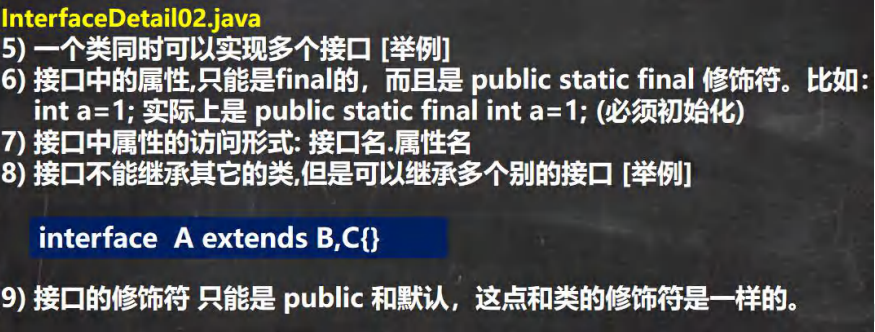 InterfaceDetail02.java
5) 一个类同时可以实现多个接口 [举例]
6) 接口中的属性,只能是final的，而且是 public static final 修饰符。比如：
int a=1; 实际上是 public static final int a=1; (必须初始化)
7) 接口中属性的访问形式: 接口名.属性名
8) 接口不能继承其它的类,但是可以继承多个别的接口 [举例]
interface A extends B,C{}
9) 接口的修饰符 只能是 public 和默认，这点和类的修饰符是一样的。